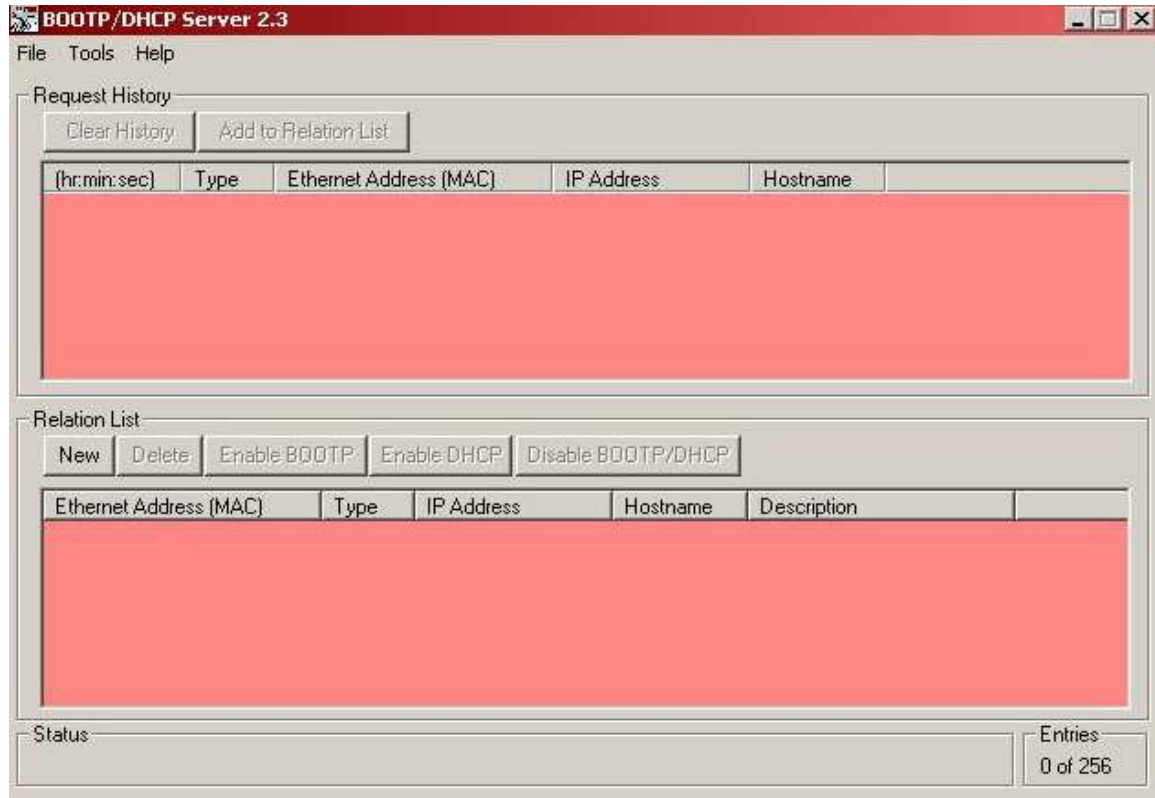 BOOTP/DHCP Server 2.3
File Tools Help
Request History
Clear History Add to Relation List
(hr:min:sec) Type Ethernet Address (MAC) IP Address Hostname
Relation List
New Delete Enable BOOTP Enable DHCP Disable BOOTP/DHCP
Ethernet Address (MAC) Type IP Address Hostname Description
Status
Entries
0 of 256